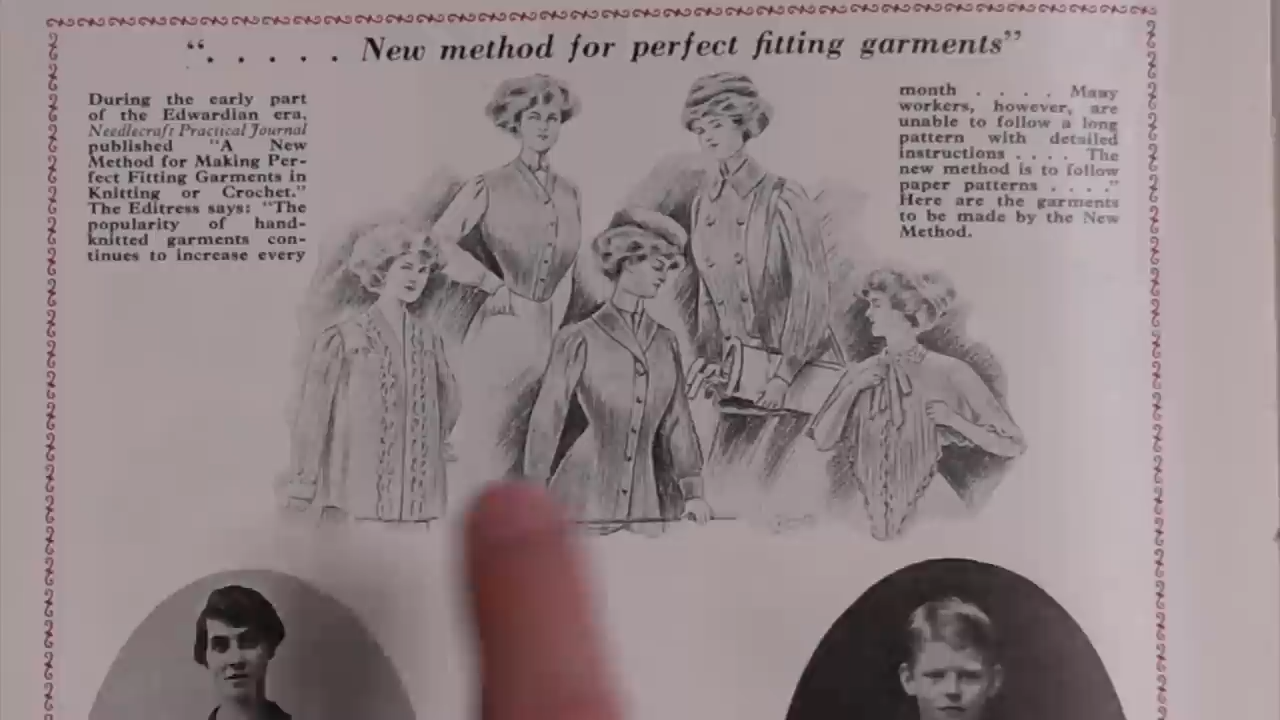 “. . . . . New method for perfect fitting garments”
During the early part
of the Edwardian era,
Needlecraft Practical Journal
published “A New
Method for Making Per-
fect Fitting Garments in
Knitting or Crochet.”
The Editress says: “The
popularity of hand-
knitted garments con-
tinues to increase every
month . . . . Many
workers, however, are
unable to follow a long
pattern with detailed
instructions . . . . The
new method is to follow
paper patterns . . . .”
Here are the garments
to be made by the New
Method.